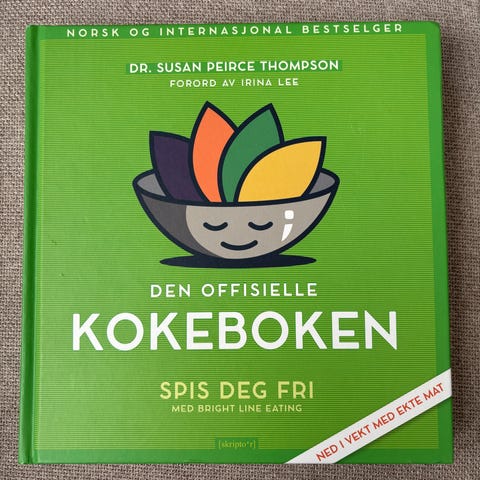 NORSK OG INTERNASJONAL BESTSELGER
DR. SUSAN PEIRCE THOMPSON
FORORD AV IRINA LEE
DEN OFFISIELLE
KOKEBOKEN
SPIS DEG FRI
MED BRIGHT LINE EATING
NED I VEKT MED EKTE MAT
[skripto*r]